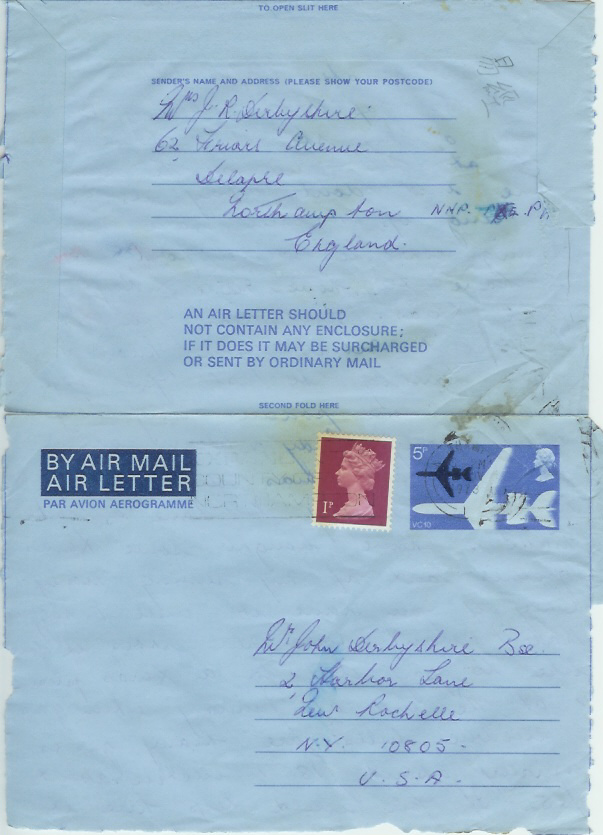 TO OPEN SLIT HERE
SENDER'S NAME AND ADDRESS (PLEASE SHOW YOUR POSTCODE)
Mrs J. R. Derbyshire.
62 Friars Avenue
Delapre
Northampton NNP.
England.
AN AIR LETTER SHOULD
NOT CONTAIN ANY ENCLOSURE;
IF IT DOES IT MAY BE SURCHARGED
OR SENT BY ORDINARY MAIL
SECOND FOLD HERE
BY AIR MAIL
AIR LETTER
PAR AVION AEROGRAMME
1P
5P
VC10
Mr John Derbyshire Bsc.
2 Harbor Lane
New Rochelle
N.Y. 10805.
U.S.A.